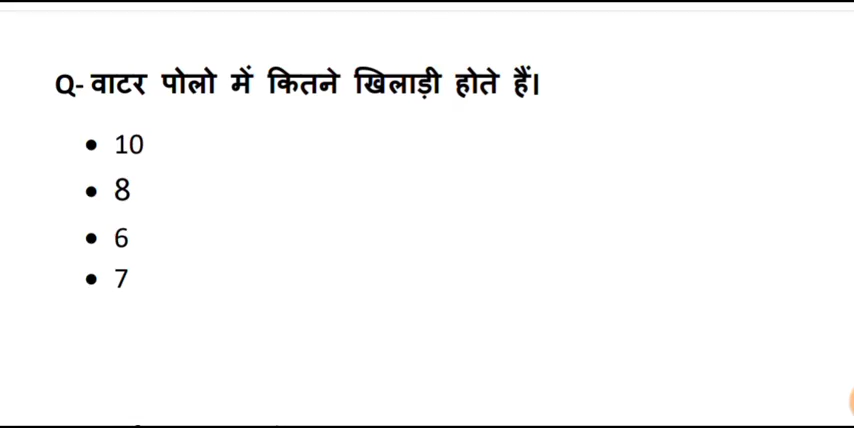 Q- वाटर पोलो में कितने खिलाड़ी होते हैं।
• 10
• 8
• 6
• 7